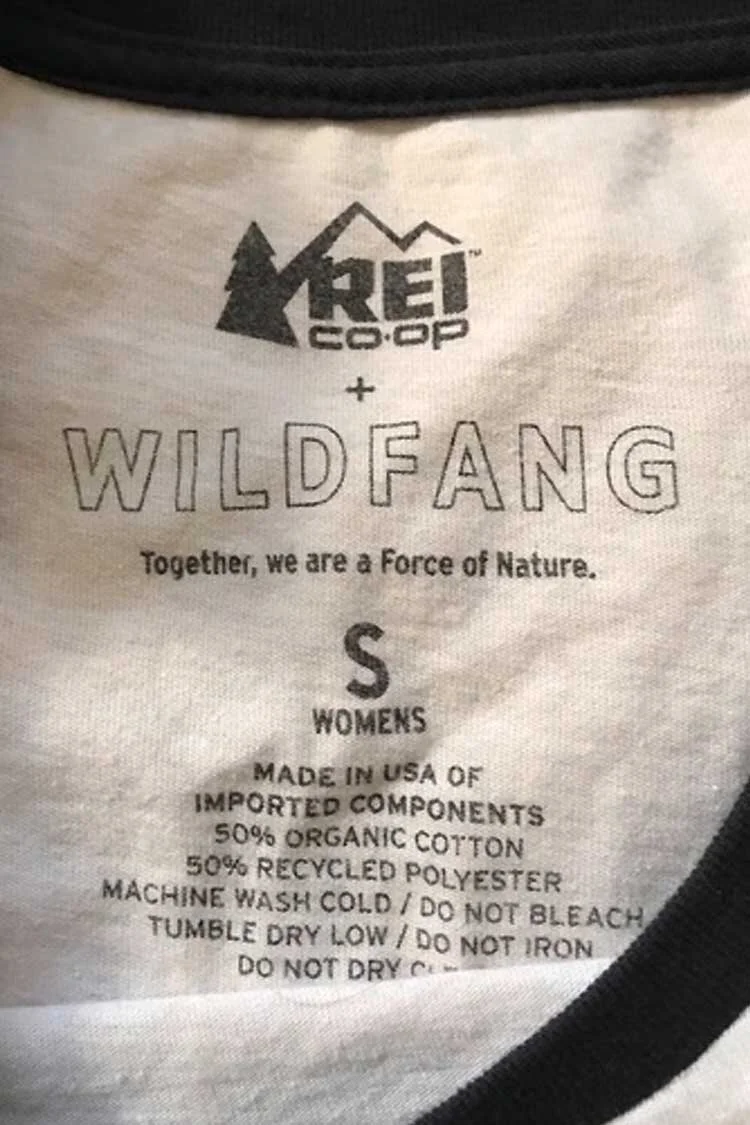 REI™
CO·OP
+
WILDFANG
Together, we are a Force of Nature.
S
WOMENS
MADE IN USA OF
IMPORTED COMPONENTS
50% ORGANIC COTTON
50% RECYCLED POLYESTER
MACHINE WASH COLD / DO NOT BLEACH
TUMBLE DRY LOW / DO NOT IRON
DO NOT DRY